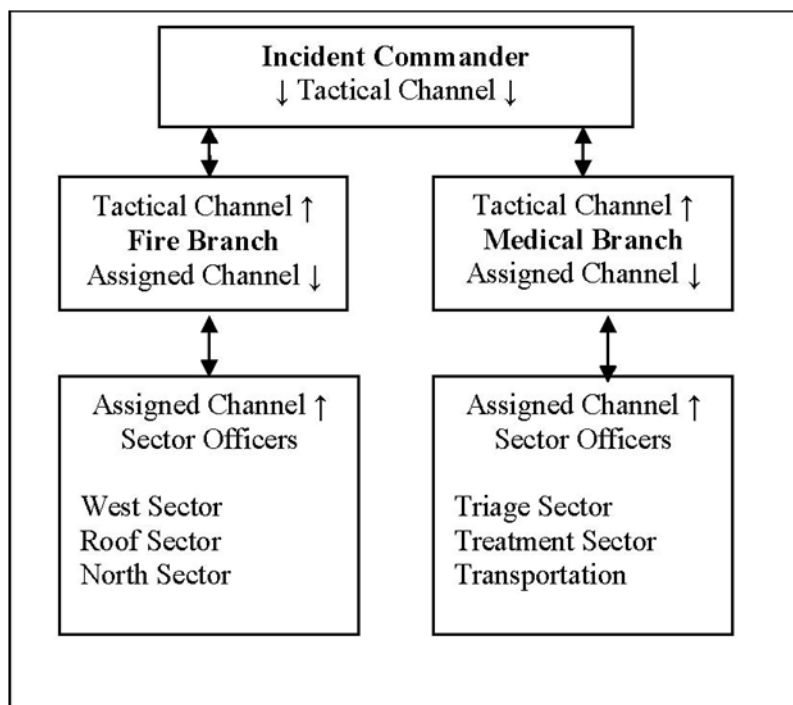 Incident Commander
↓ Tactical Channel ↓
Tactical Channel ↑
Fire Branch
Assigned Channel ↓
Tactical Channel ↑
Medical Branch
Assigned Channel ↓
Assigned Channel ↑
Sector Officers
West Sector
Roof Sector
North Sector
Assigned Channel ↑
Sector Officers
Triage Sector
Treatment Sector
Transportation